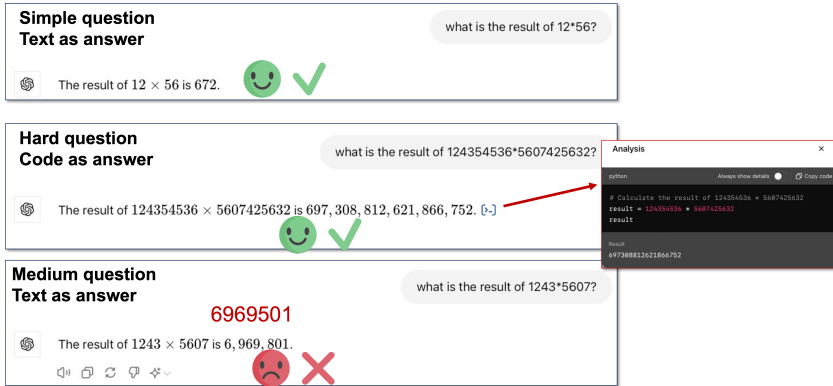 Simple question
Text as answer
what is the result of 12*56?
The result of 12 × 56 is 672.
Hard question
Code as answer
what is the result of 124354536*5607425632?
The result of 124354536 × 5607425632 is 697, 308, 812, 621, 866, 752. [>-]
Analysis ×
python Always show details Copy code
# Calculate the result of 124354536 * 5607425632
result = 124354536 * 5607425632
result
Result
697308812621866752
Medium question
Text as answer
what is the result of 1243*5607?
6969501
The result of 1243 × 5607 is 6, 969, 801.